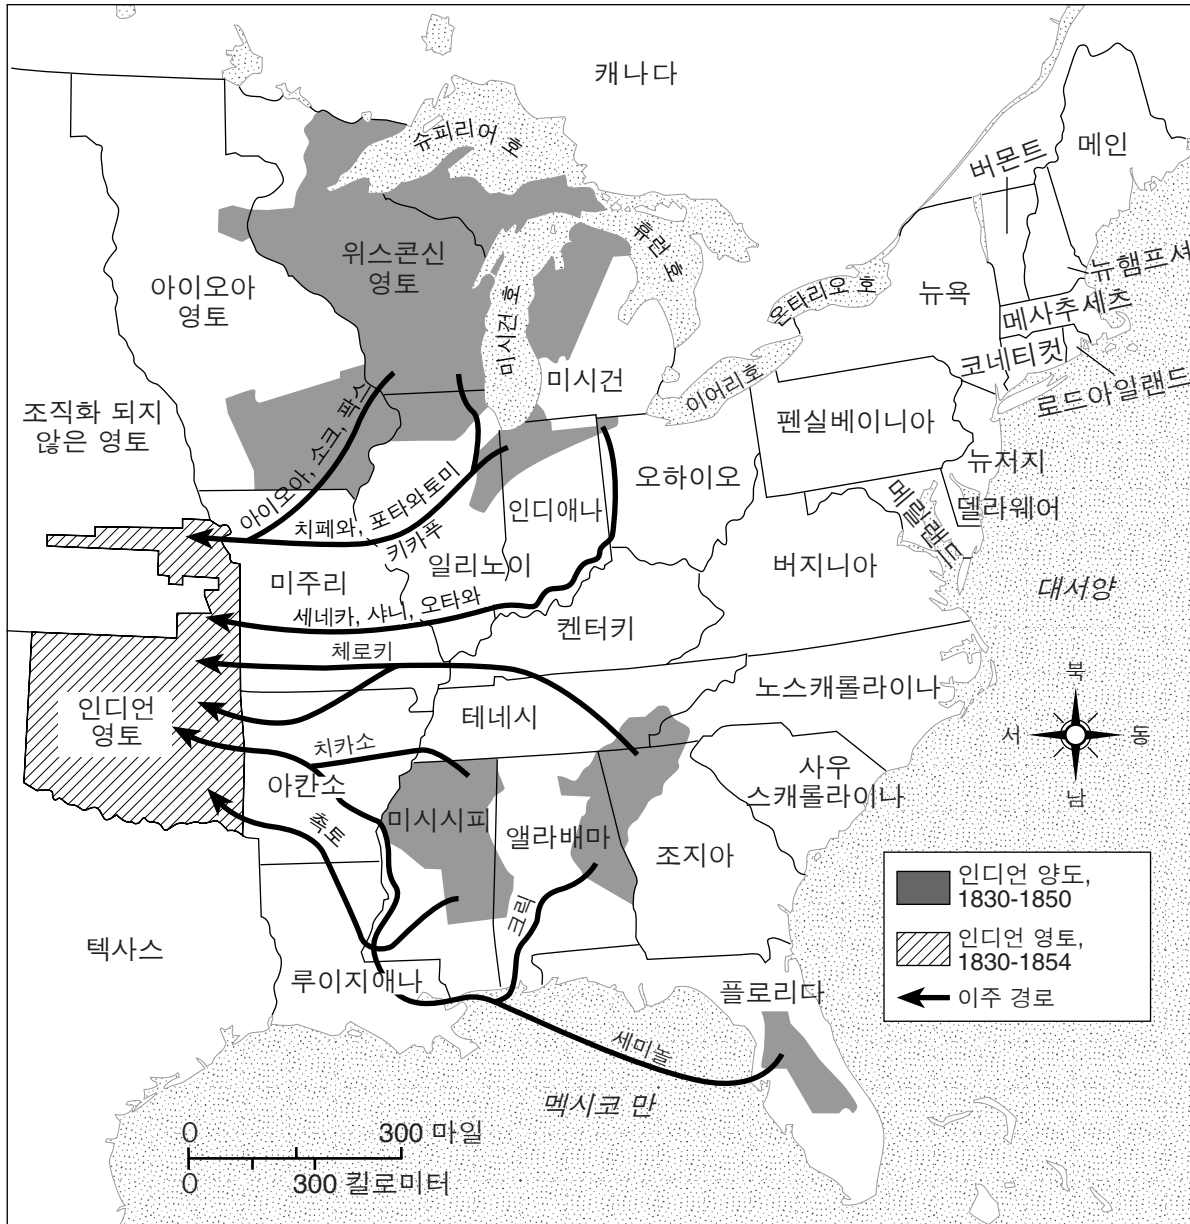 캐나다
슈피리어 호
버몬트
메인
위스콘신
영토
휴런 호
아이오아
영토
미시건 호
온타리오 호
뉴욕
뉴햄프셔
메사추세츠
미시건
이어리호
코네티컷
로드아일랜드
조직화 되지
않은 영토
펜실베이니아
아이오아, 소크, 팍스
오하이오
뉴저지
치페와, 포타와토미
키카푸
인디애나
메릴랜드
델라웨어
미주리
일리노이
버지니아
대서양
세네카, 샤니, 오타와
켄터키
체로키
인디언
영토
테네시
노스캐롤라이나
북
서
동
남
치카소
아칸소
사우
스캐롤라이나
미시시피
앨라배마
촉토
조지아
크릭
텍사스
루이지애나
플로리다
인디언 양도,
1830-1850
인디언 영토,
1830-1854
이주 경로
세미놀
멕시코 만
0
300 마일
0
300 킬로미터